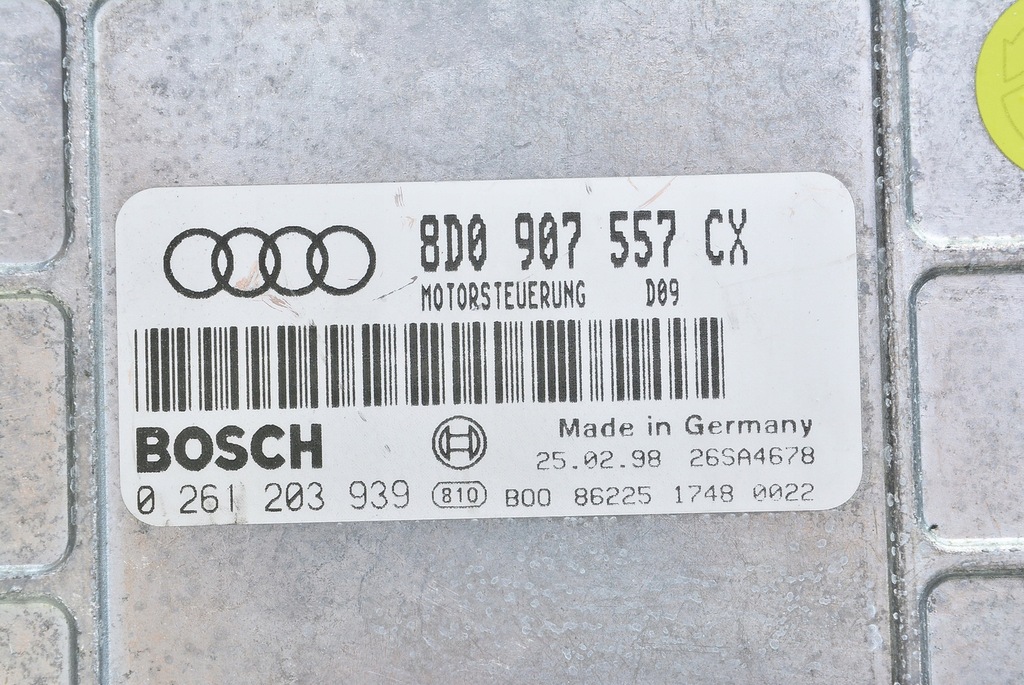 8D0 907 557 CX
MOTORSTEUERUNG D09
BOSCH
Made in Germany
25.02.98 26SA4678
0 261 203 939 810 B00 86225 1748 0022